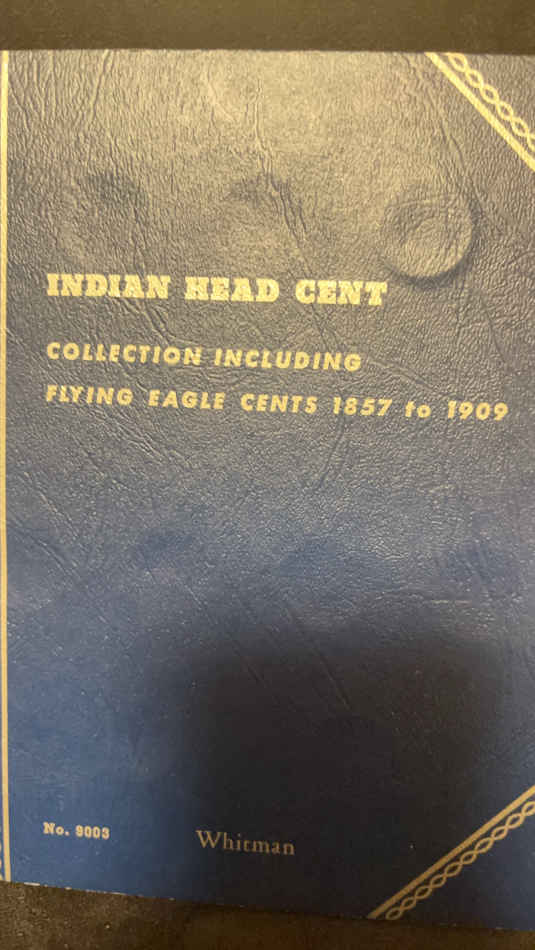 INDIAN HEAD CENT
COLLECTION INCLUDING
FLYING EAGLE CENTS 1857 to 1909
No. 9003
Whitman